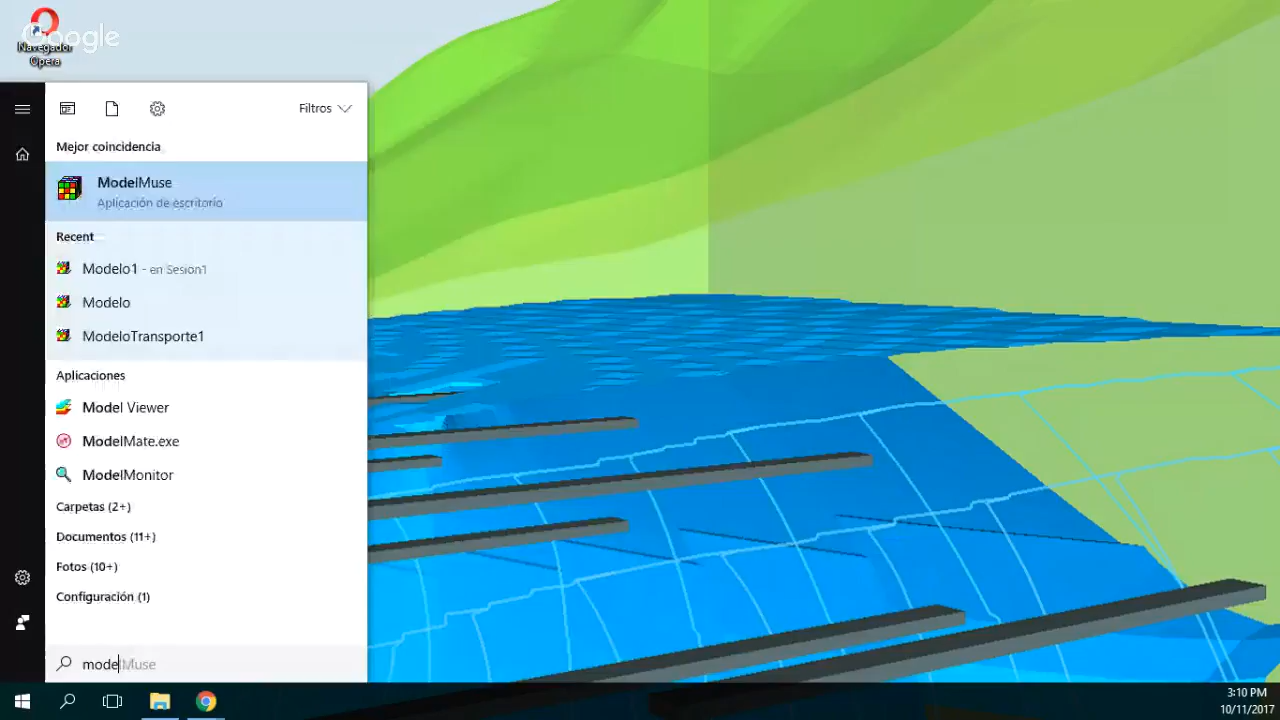 Google
Navegador
Opera
Filtros
Mejor coincidencia
ModelMuse
Aplicación de escritorio
Recent
Modelo1 - en Sesion1
Modelo
ModeloTransporte1
Aplicaciones
Model Viewer
ModelMate.exe
ModelMonitor
Carpetas (2+)
Documentos (11+)
Fotos (10+)
Configuración (1)
modelMuse
3:10 PM
10/11/2017